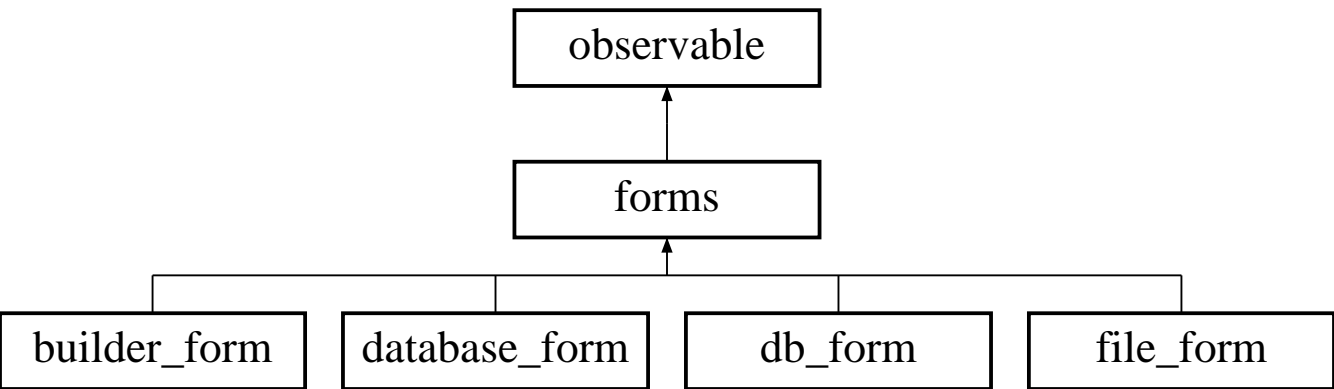 observable
forms
builder_form
database_form
db_form
file_form